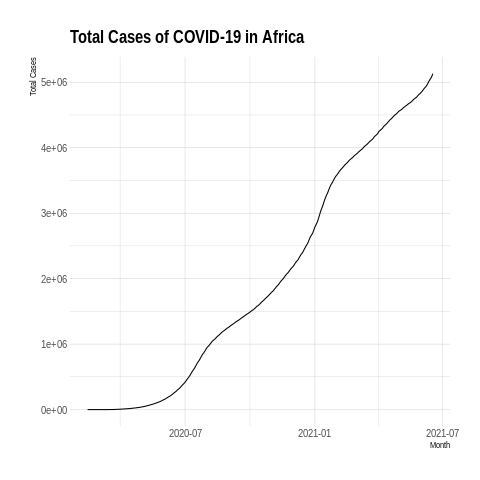 Total Cases of COVID-19 in Africa
Total Cases
5e+06
4e+06
3e+06
2e+06
1e+06
0e+00
2020-07 2021-01 2021-07
Month